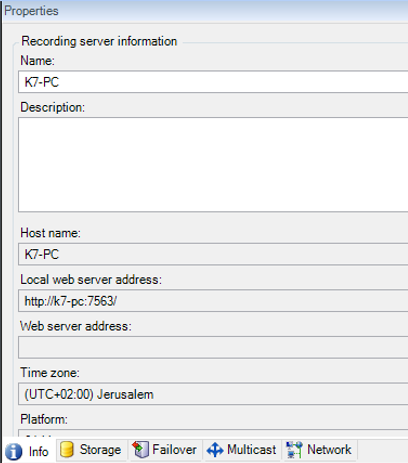 Properties
Recording server information
Name:
K7-PC
Description:
Host name:
K7-PC
Local web server address:
http://k7-pc:7563/
Web server address:
Time zone:
(UTC+02:00) Jerusalem
Platform:
Info Storage Failover Multicast Network